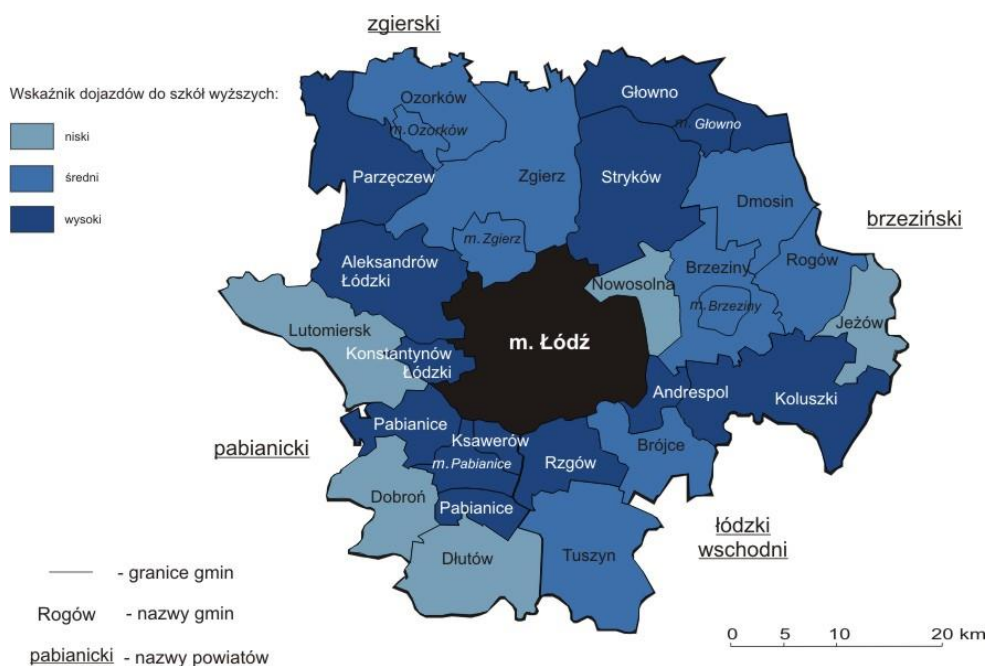 zgierski
Wskaźnik dojazdów do szkół wyższych:
niski
średni
wysoki
Ozorków
m. Ozorków
Parzęczew
Zgierz
m. Zgierz
Głowno
m. Głowno
Stryków
Dmosin
brzeziński
Aleksandrów
Łódzki
Nowosolna
Brzeziny
m. Brzeziny
Rogów
Jeżów
Lutomiersk
Konstantynów
Łódzki
m. Łódź
Andrespol
Koluszki
pabianicki
Pabianice
Ksawerów
m. Pabianice
Rzgów
Brójce
Dobroń
Pabianice
Dłutów
Tuszyn
łódzki
wschodni
- granice gmin
Rogów - nazwy gmin
pabianicki - nazwy powiatów
0 5 10 20 km